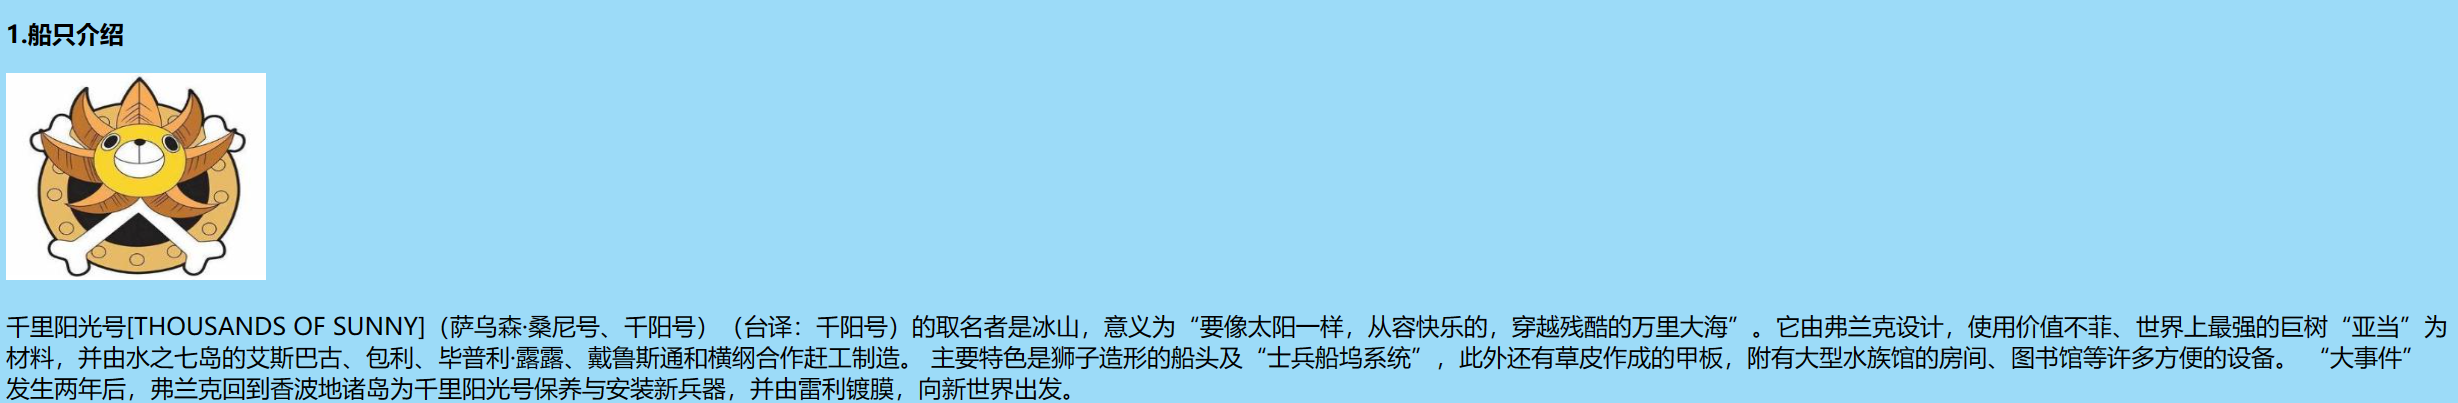 1.船只介绍
千里阳光号[THOUSANDS OF SUNNY]（萨乌森·桑尼号、千阳号）（台译：千阳号）的取名者是冰山，意义为“要像太阳一样，从容快乐的，穿越残酷的万里大海”。它由弗兰克设计，使用价值不菲、世界上最强的巨树“亚当”为
材料，并由水之七岛的艾斯巴古、包利、毕普利·露露、戴鲁斯通和横纲合作赶工制造。 主要特色是狮子造形的船头及“士兵船坞系统”，此外还有草皮作成的甲板，附有大型水族馆的房间、图书馆等许多方便的设备。 “大事件”
发生两年后，弗兰克回到香波地诸岛为千里阳光号保养与安装新兵器，并由雷利镀膜，向新世界出发。